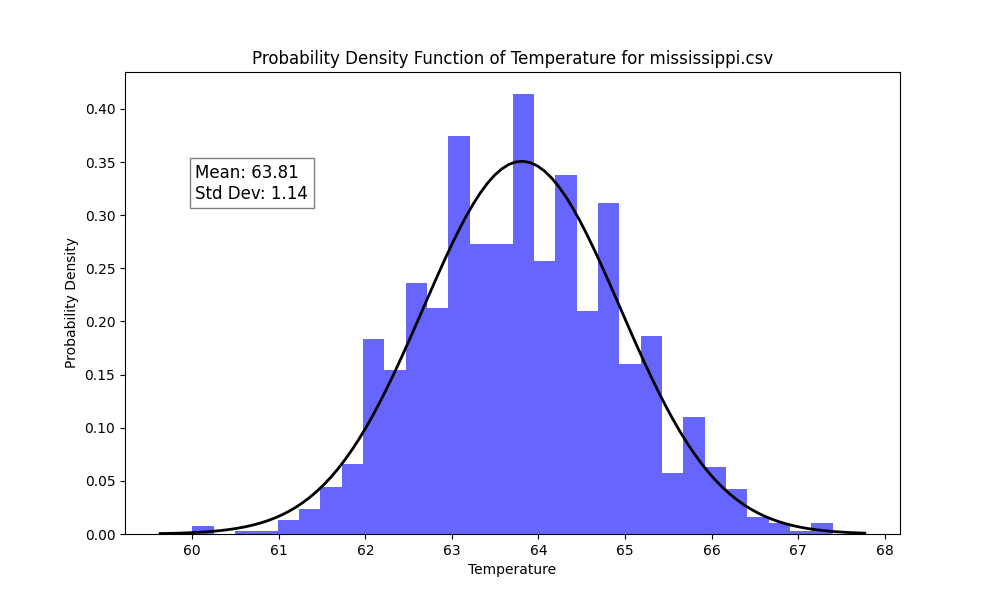 Probability Density Function of Temperature for mississippi.csv
0.40
0.35
0.30
0.25
0.20
0.15
0.10
0.05
0.00
Probability Density
Mean: 63.81
Std Dev: 1.14
60 61 62 63 64 65 66 67 68
Temperature